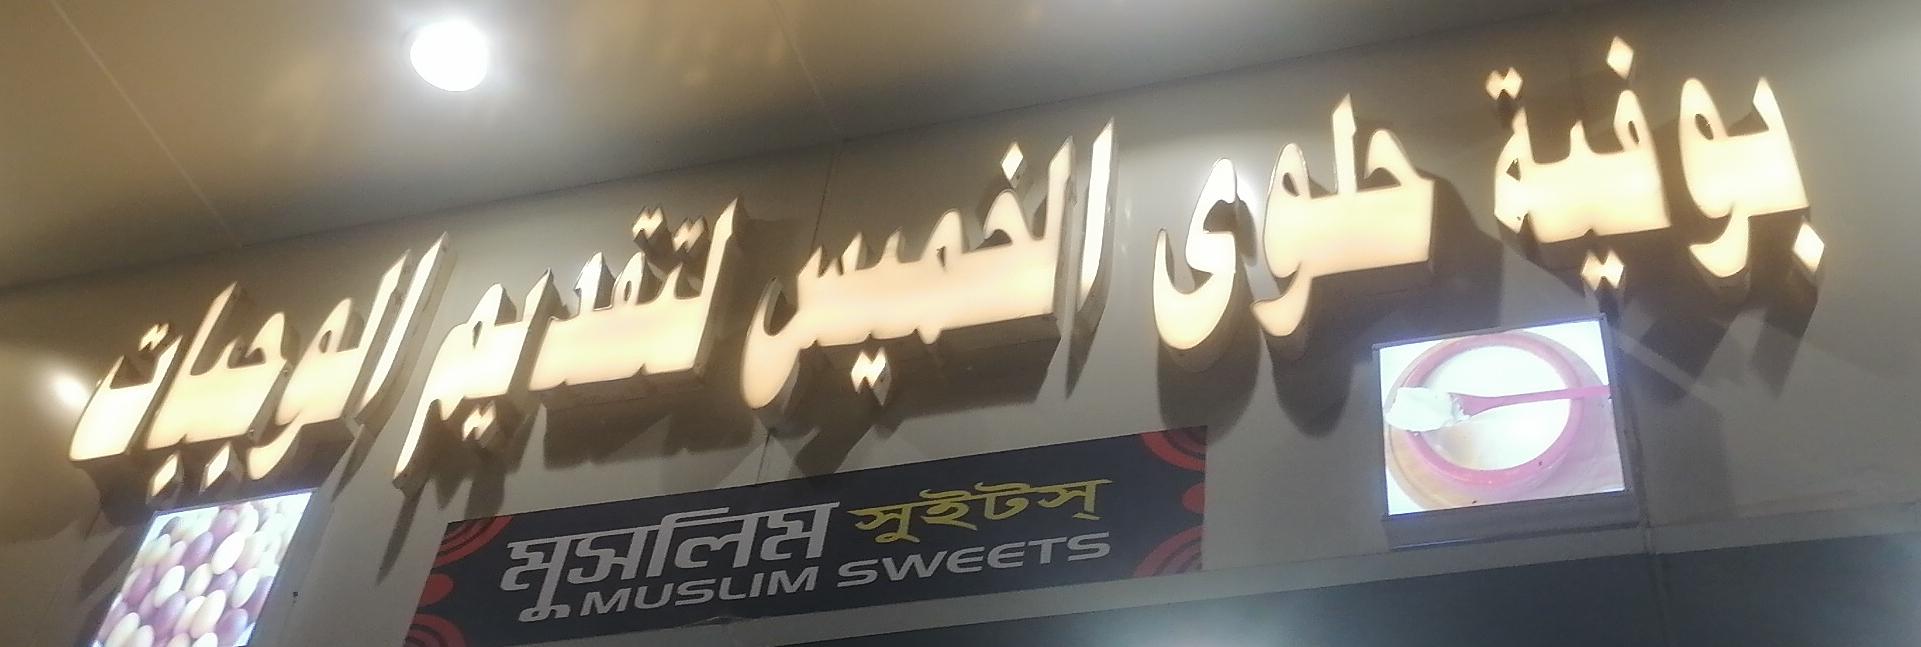 بوفية حلوى الخميس لتقديم الوجبات
মুসলিম সুইটস্
MUSLIM SWEETS